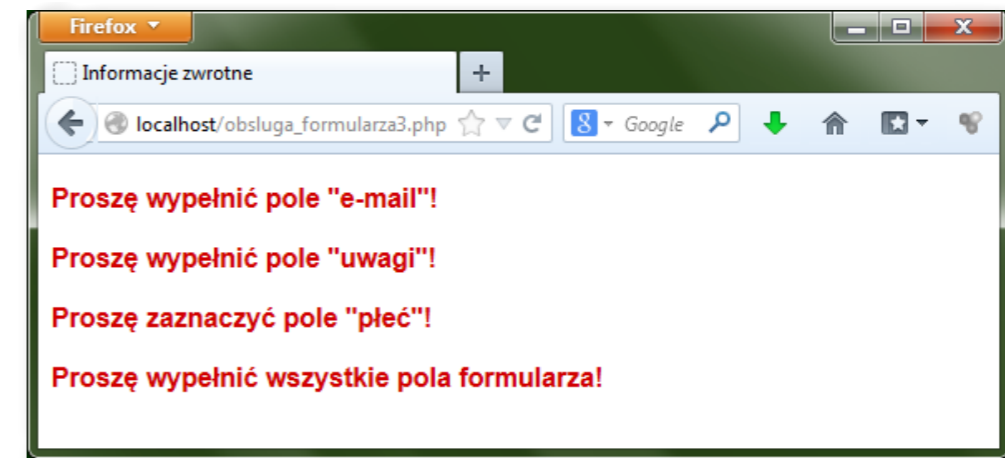 Firefox
Informacje zwrotne
localhost/obsluga_formularza3.php
Google
Proszę wypełnić pole "e-mail"!
Proszę wypełnić pole "uwagi"!
Proszę zaznaczyć pole "płeć"!
Proszę wypełnić wszystkie pola formularza!